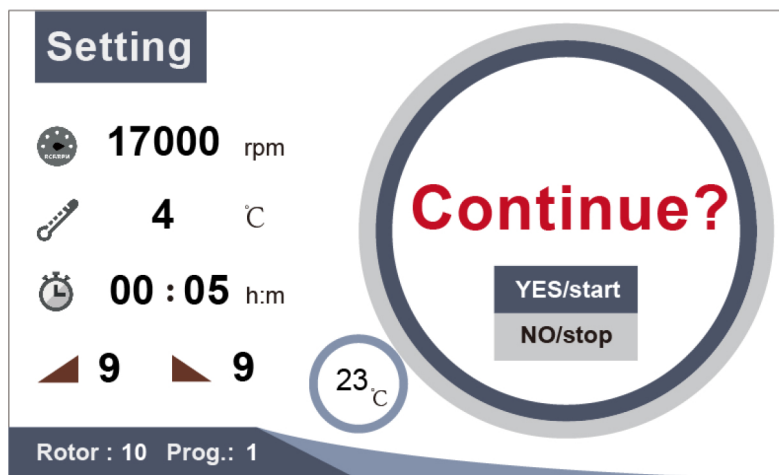 Setting
17000 rpm
4 ℃
00 : 05 h:m
9 9
Rotor : 10 Prog.: 1
23℃
Continue?
YES/start
NO/stop